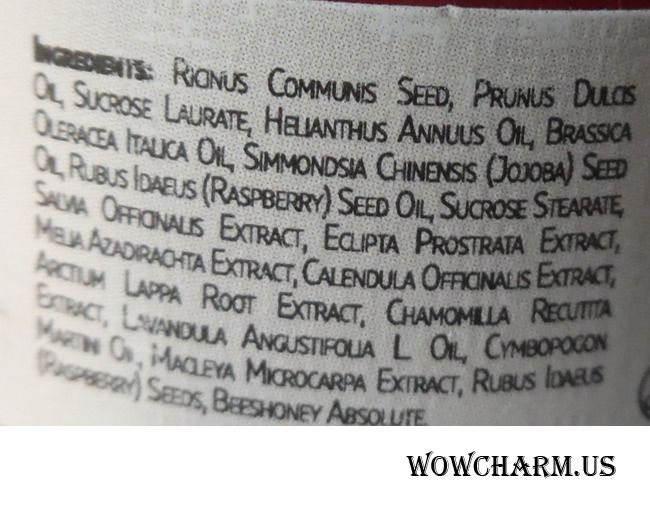 INGREDIENTS: RICINUS COMMUNIS SEED, PRUNUS DULCIS
OIL, SUCROSE LAURATE, HELIANTHUS ANNUUS OIL, BRASSICA
OLERACEA ITALICA OIL, SIMMONDSIA CHINENSIS (JOJOBA) SEED
OIL, RUBUS IDAEUS (RASPBERRY) SEED OIL, SUCROSE STEARATE,
SALVIA OFFICINALIS EXTRACT, ECLIPTA PROSTRATA EXTRACT,
MELIA AZADIRACHTA EXTRACT, CALENDULA OFFICINALIS EXTRACT,
ARCTIUM LAPPA ROOT EXTRACT, CHAMOMILLA RECUTITA
EXTRACT, LAVANDULA ANGUSTIFOLIA L OIL, CYMBOPOGON
MARTINI OIL, MACLEYA MICROCARPA EXTRACT, RUBUS IDAEUS
(RASPBERRY) SEEDS, BEESHONEY ABSOLUTE.
WOWCHARM.US